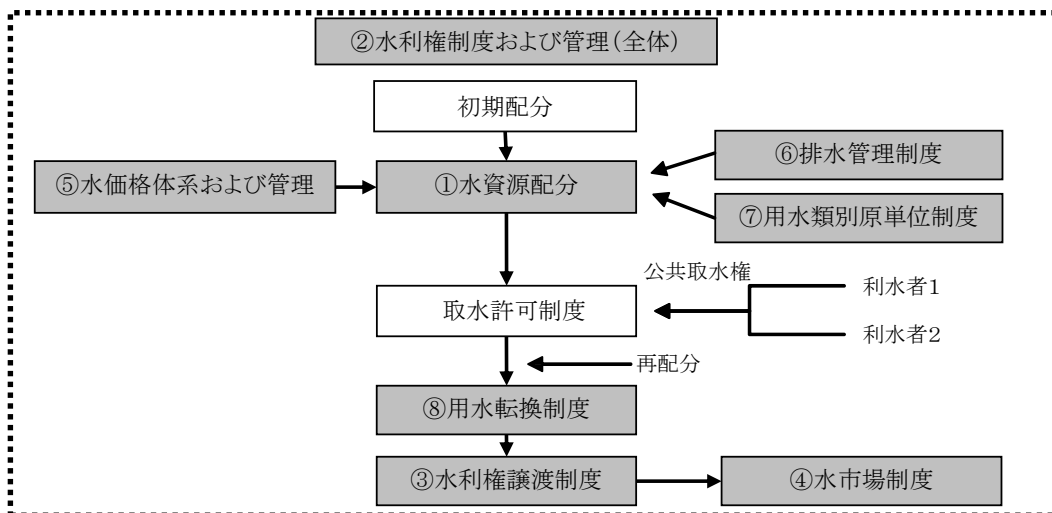 ②水利権制度および管理(全体)
初期配分
⑥排水管理制度
⑤水価格体系および管理
①水資源配分
⑦用水類別原単位制度
公共取水権
利水者1
取水許可制度
利水者2
再配分
⑧用水転換制度
③水利権譲渡制度
④水市場制度